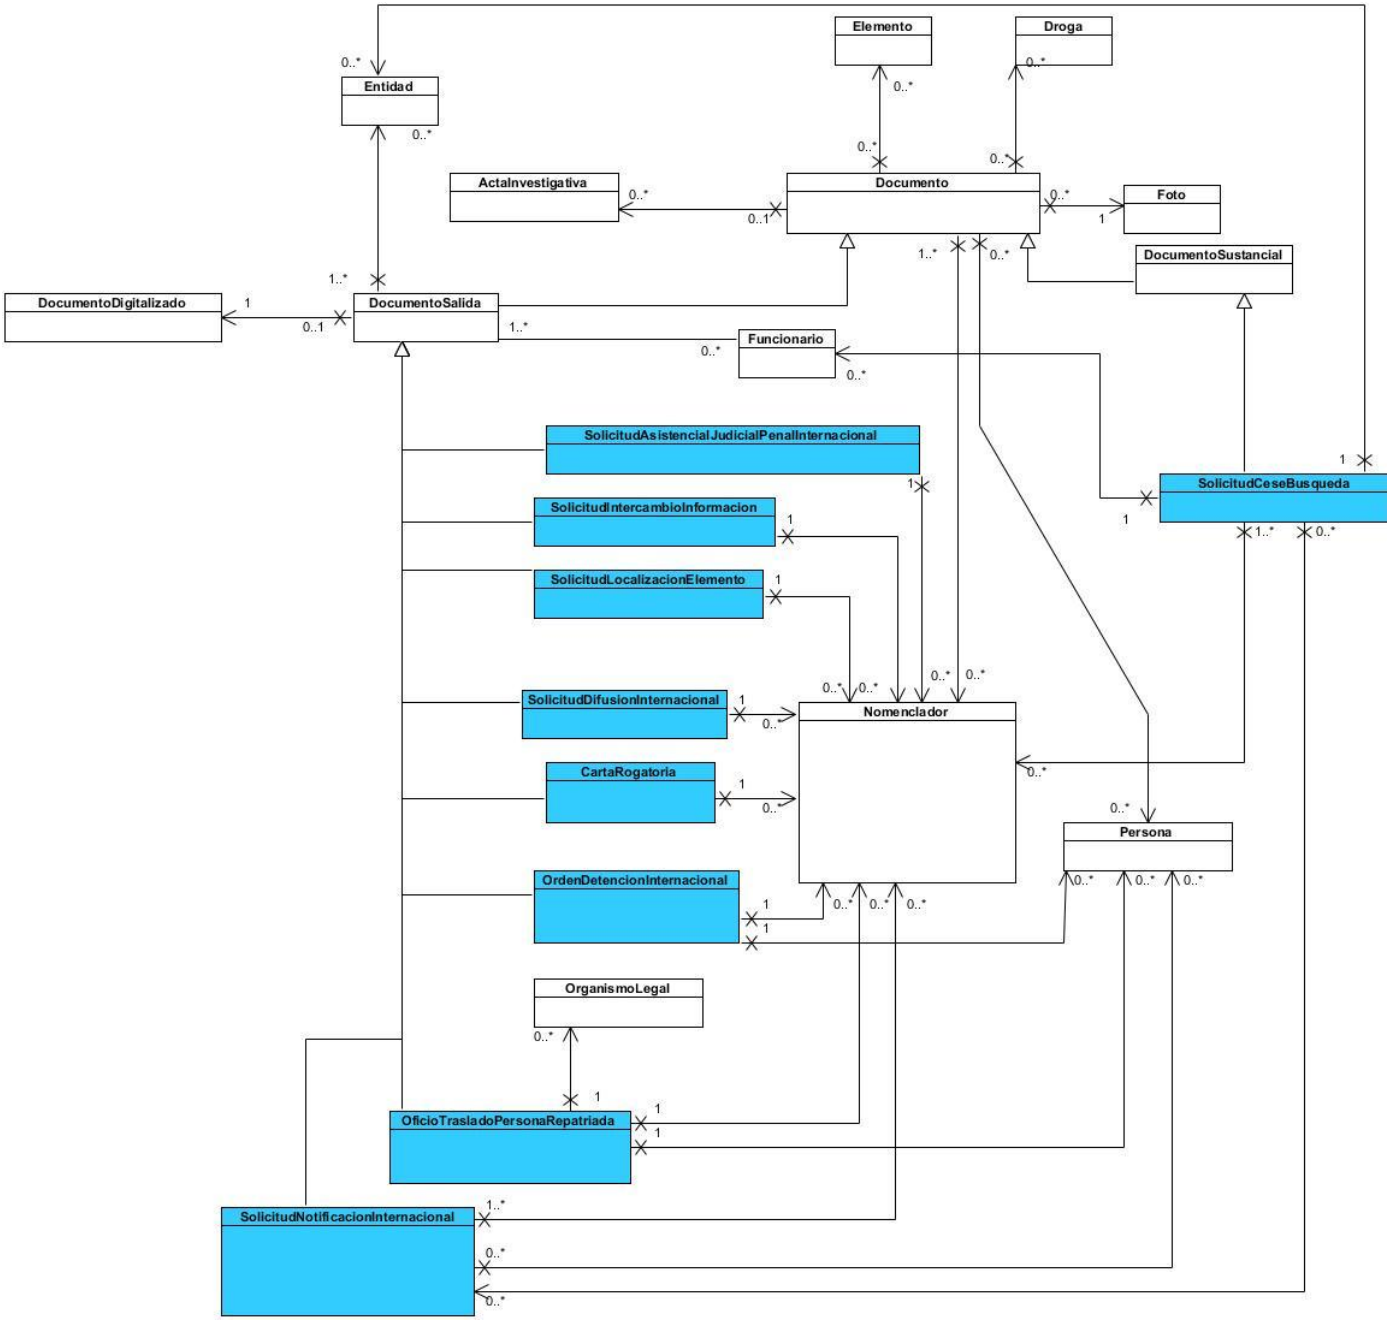 Elemento
Droga
0..*
0..*
Entidad
0..*
0..*
0..*
0..*
ActaInvestigativa
Documento
0..*
0..*
Foto
0..1
1
1..*
0..*
DocumentoSustancial
1..*
DocumentoDigitalizado
1
DocumentoSalida
0..1
1..*
Funcionario
0..*
0..*
SolicitudAsistencialJudicialPenalInternacional
1
SolicitudCeseBusqueda
1
SolicitudIntercambioInformacion
1
1
1..*
0..*
SolicitudLocalizacionElemento
1
0..*
0..*
0..*
0..*
SolicitudDifusionInternacional
1
0..*
Nomenclador
CartaRogatoria
1
0..*
0..*
0..*
Persona
OrdenDetencionInternacional
0..*
0..*
0..*
1
0..*
0..*
0..*
1
OrganismoLegal
0..*
1
OficioTrasladoPersonaRepatriada
1
1
SolicitudNotificacionInternacional
1..*
0..*
0..*